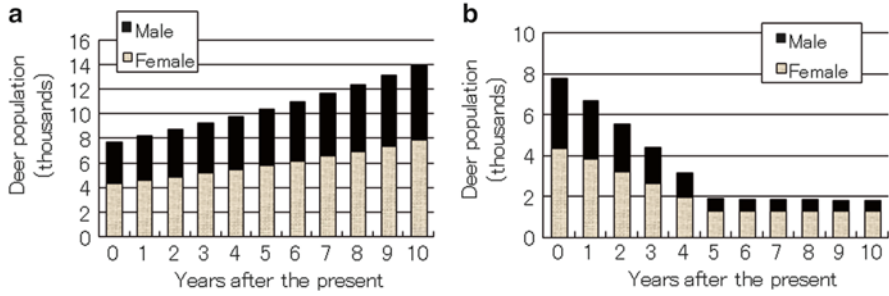 a
Male
Female
Deer population
(thousands)
16
14
12
10
8
6
4
2
0
0 1 2 3 4 5 6 7 8 9 10
Years after the present
b
Male
Female
Deer population
(thousands)
10
8
6
4
2
0
0 1 2 3 4 5 6 7 8 9 10
Years after the present